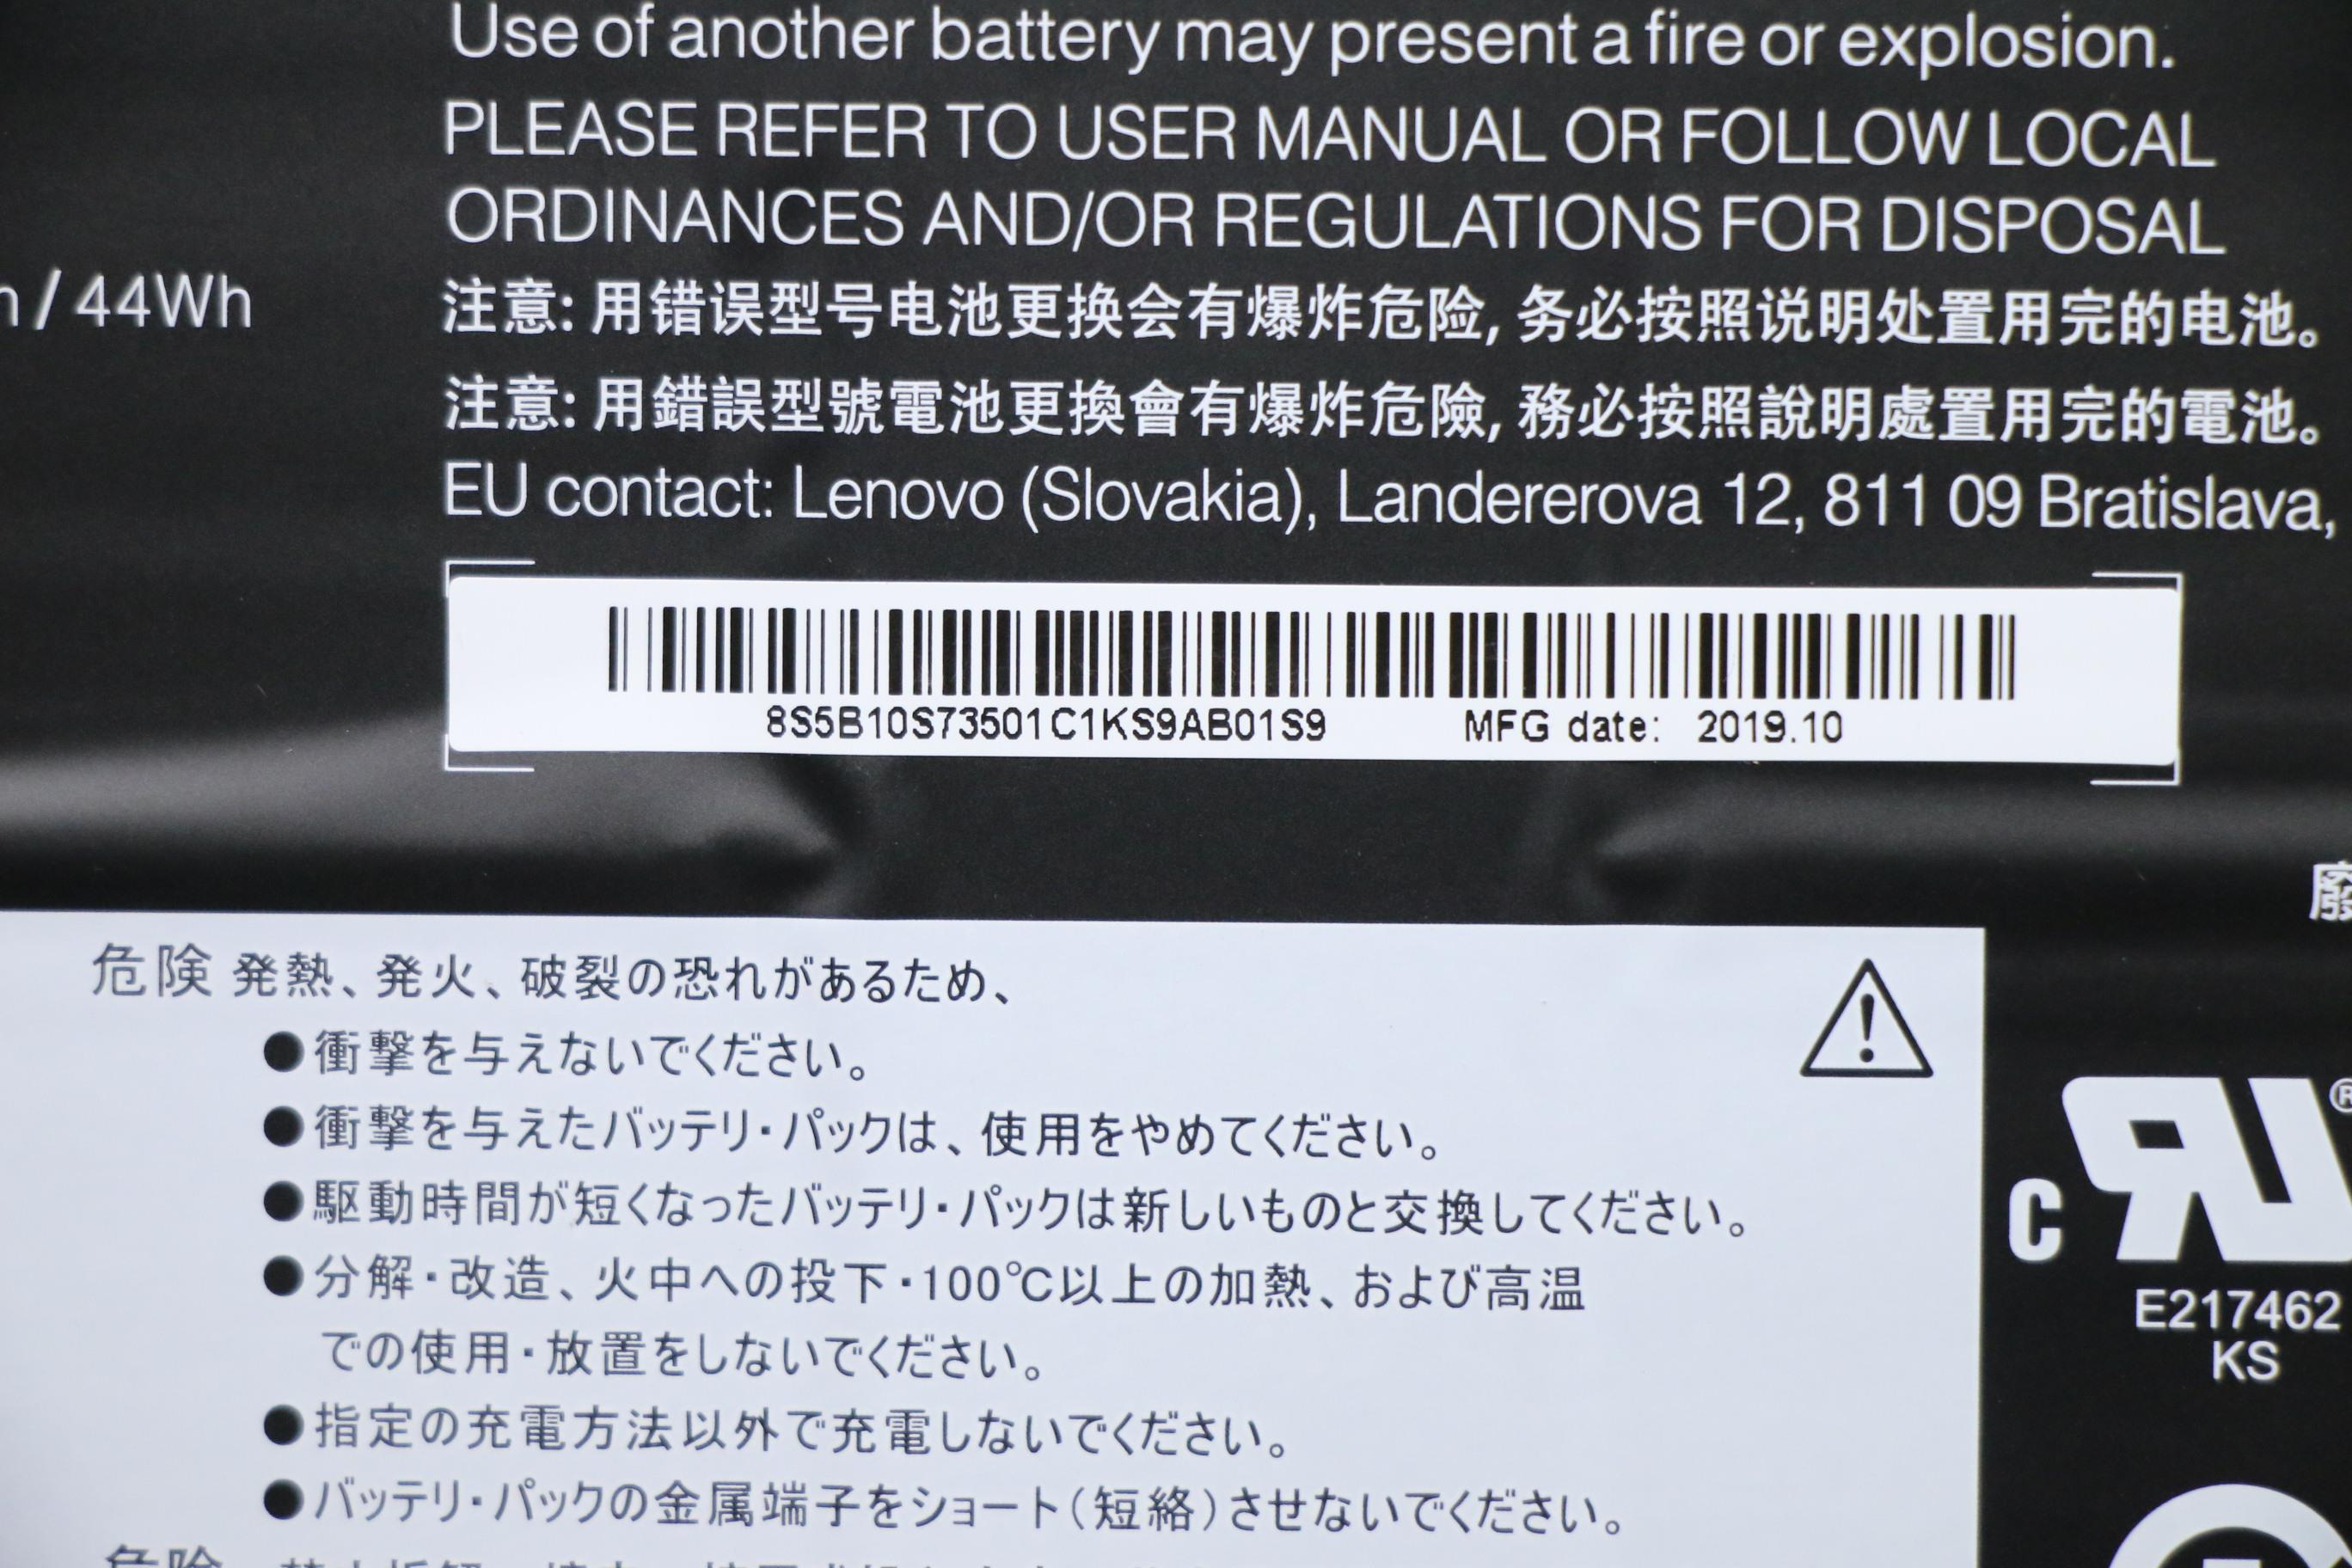 Use of another battery may present a fire or explosion.
PLEASE REFER TO USER MANUAL OR FOLLOW LOCAL
ORDINANCES AND/OR REGULATIONS FOR DISPOSAL
/ 44Wh
注意: 用错误型号电池更换会有爆炸危险, 务必按照说明处置用完的电池。
注意: 用錯誤型號電池更換會有爆炸危險, 務必按照說明處置用完的電池。
EU contact: Lenovo (Slovakia), Landererova 12, 811 09 Bratislava,
8S5B10S73501C1KS9AB01S9 MFG date: 2019.10
廢
危険 発熱、発火、破裂の恐れがあるため、
●衝撃を与えないでください。
●衝撃を与えたバッテリ・パックは、使用をやめてください。
●駆動時間が短くなったバッテリ・パックは新しいものと交換してください。
●分解・改造、火中への投下・100℃以上の加熱、および高温
での使用・放置をしないでください。
●指定の充電方法以外で充電しないでください。
●バッテリ・パックの金属端子をショート(短絡)させないでください。
危険
C RU ®
E217462
KS